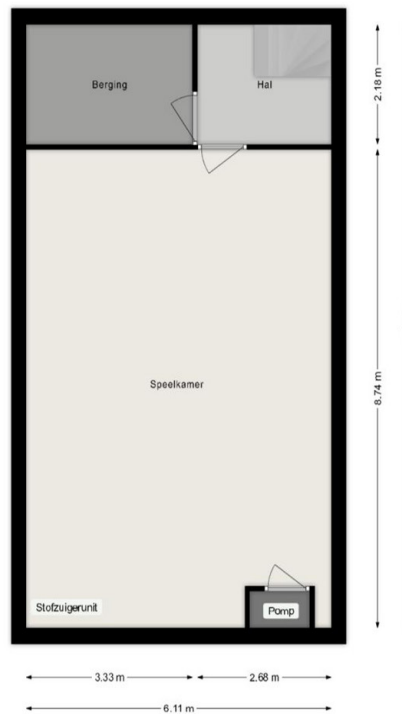 Berging
Hal
2.18 m
Speelkamer
8.74 m
Stofzuigerunit
Pomp
3.33 m
2.68 m
6.11 m